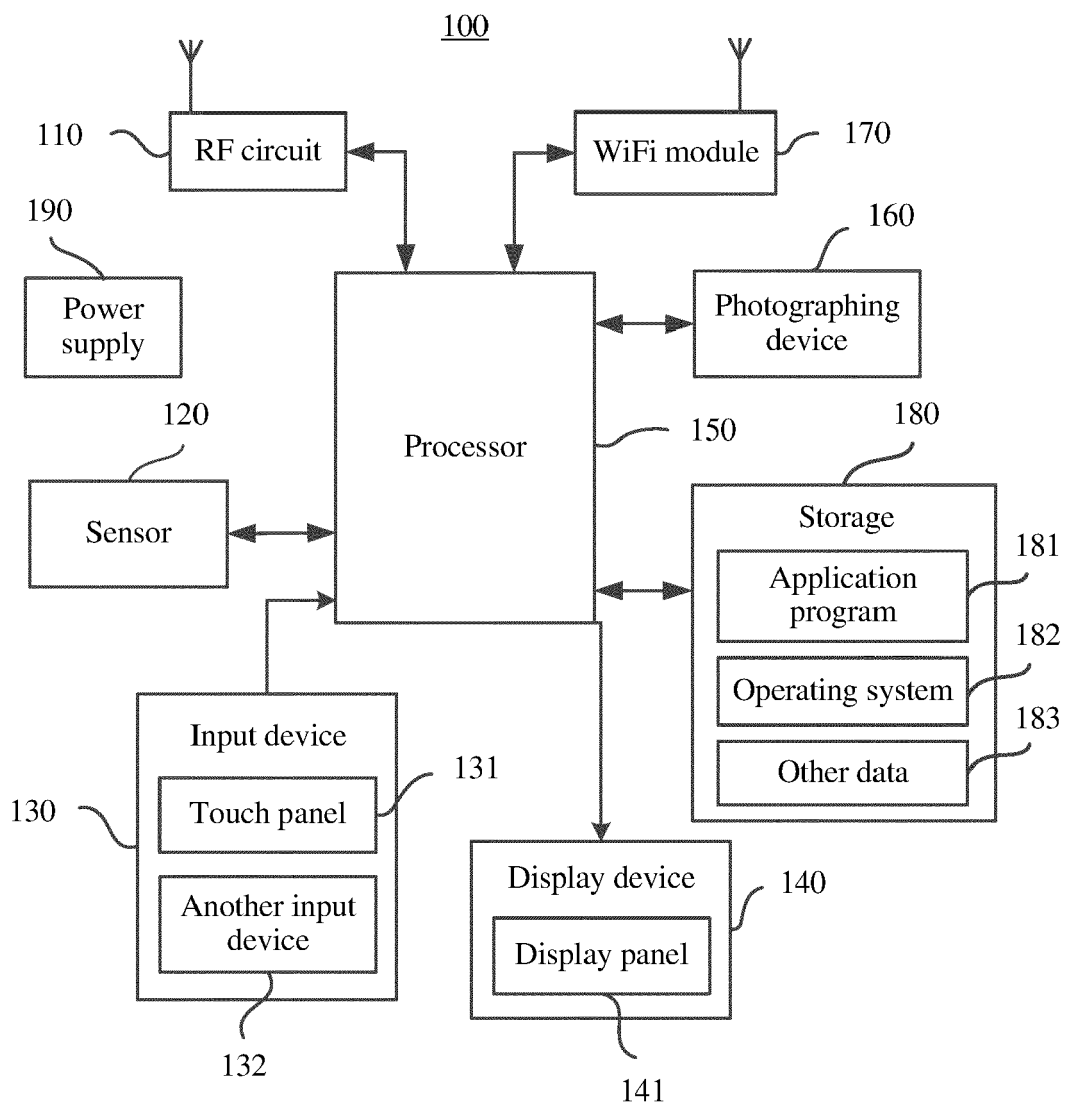 100
110
RF circuit
WiFi module
170
190
160
Power
supply
Photographing
device
120
Processor
150
180
Sensor
Storage
181
Application
program
182
Operating system
183
Other data
Input device
131
130
Touch panel
Another input
device
132
Display device
140
Display panel
141